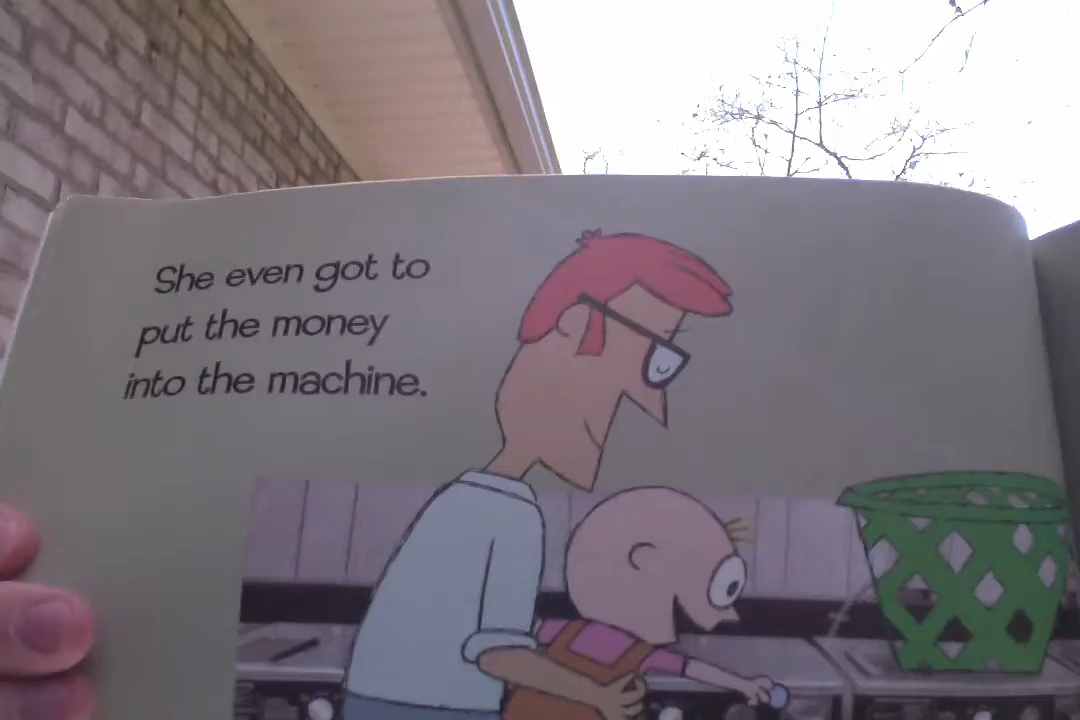 She even got to
put the money
into the machine.